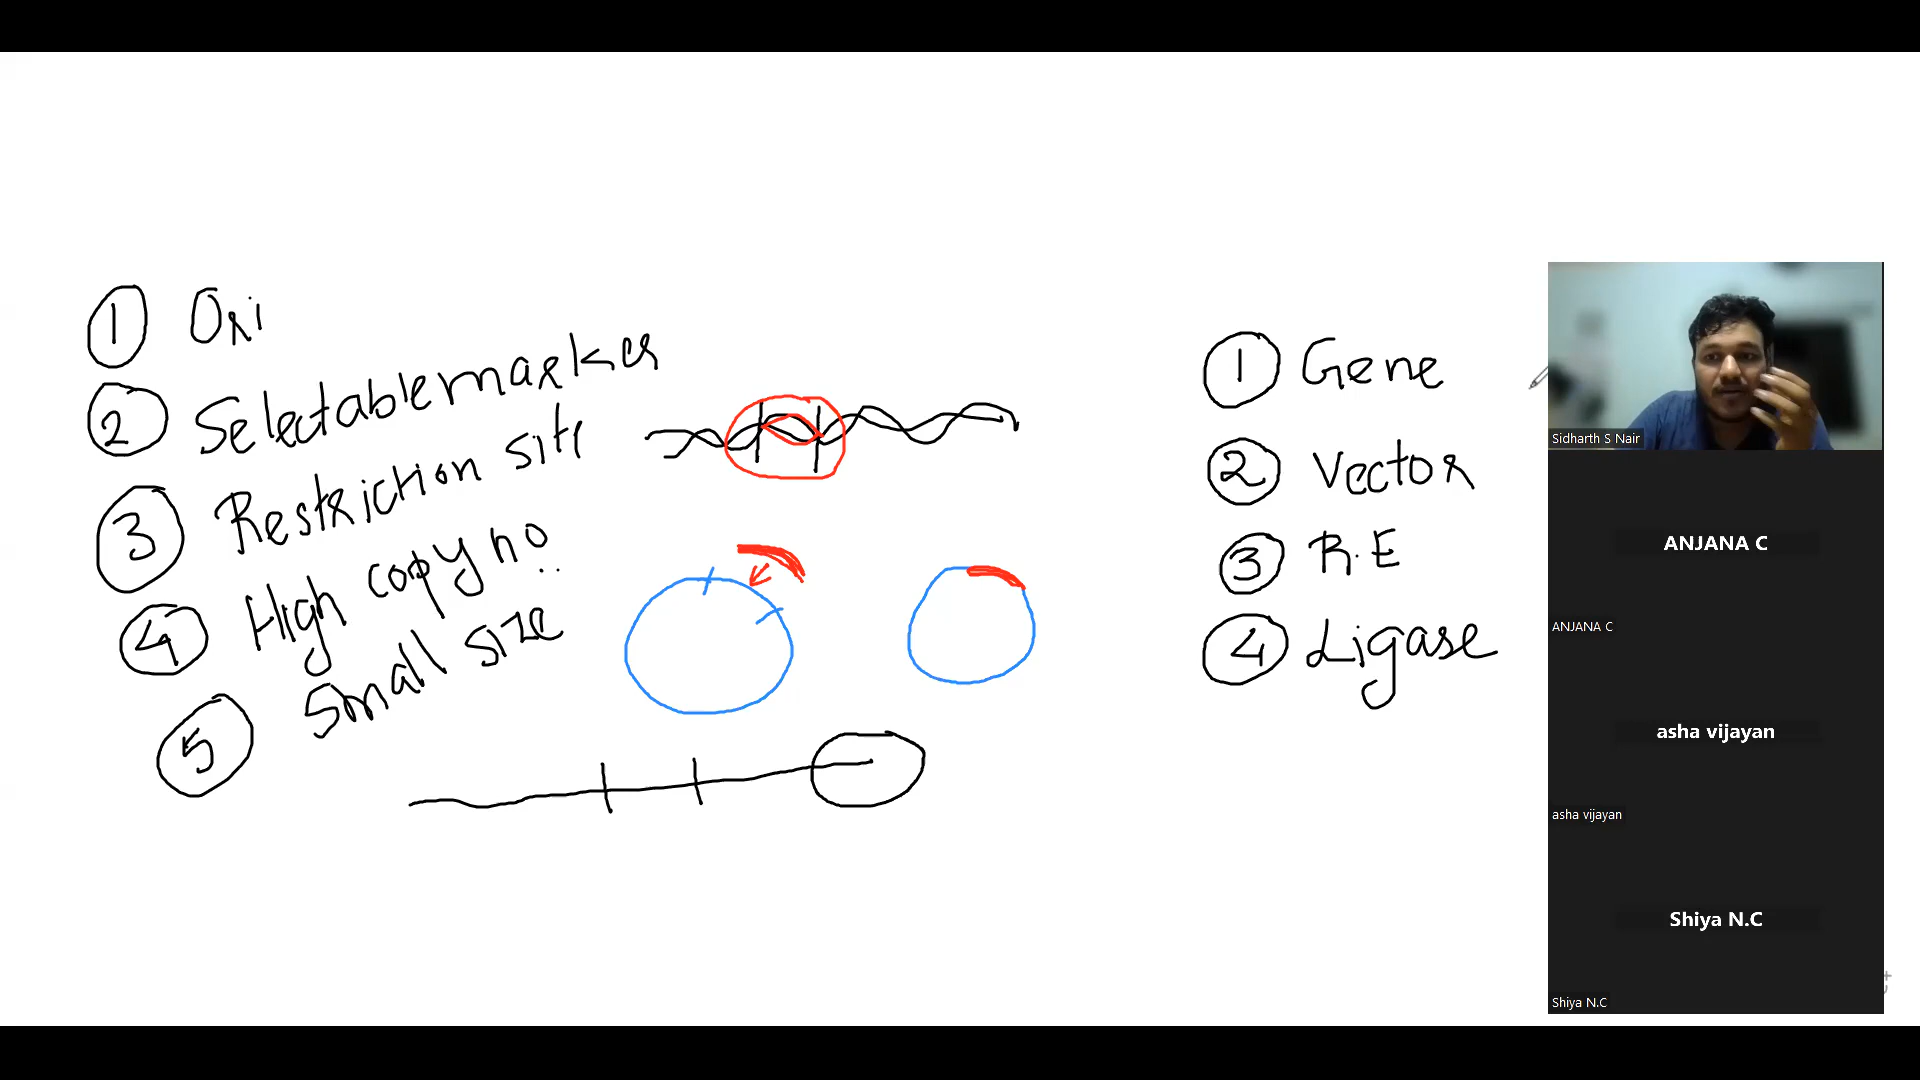 ① Ori
② Selectablemarker
③ Restriction site
④ High copy no
⑤ Small size
① Gene
② Vector
③ R.E
④ Ligase
Sidharth S Nair
ANJANA C
ANJANA C
asha vijayan
asha vijayan
Shiya N.C
Shiya N.C